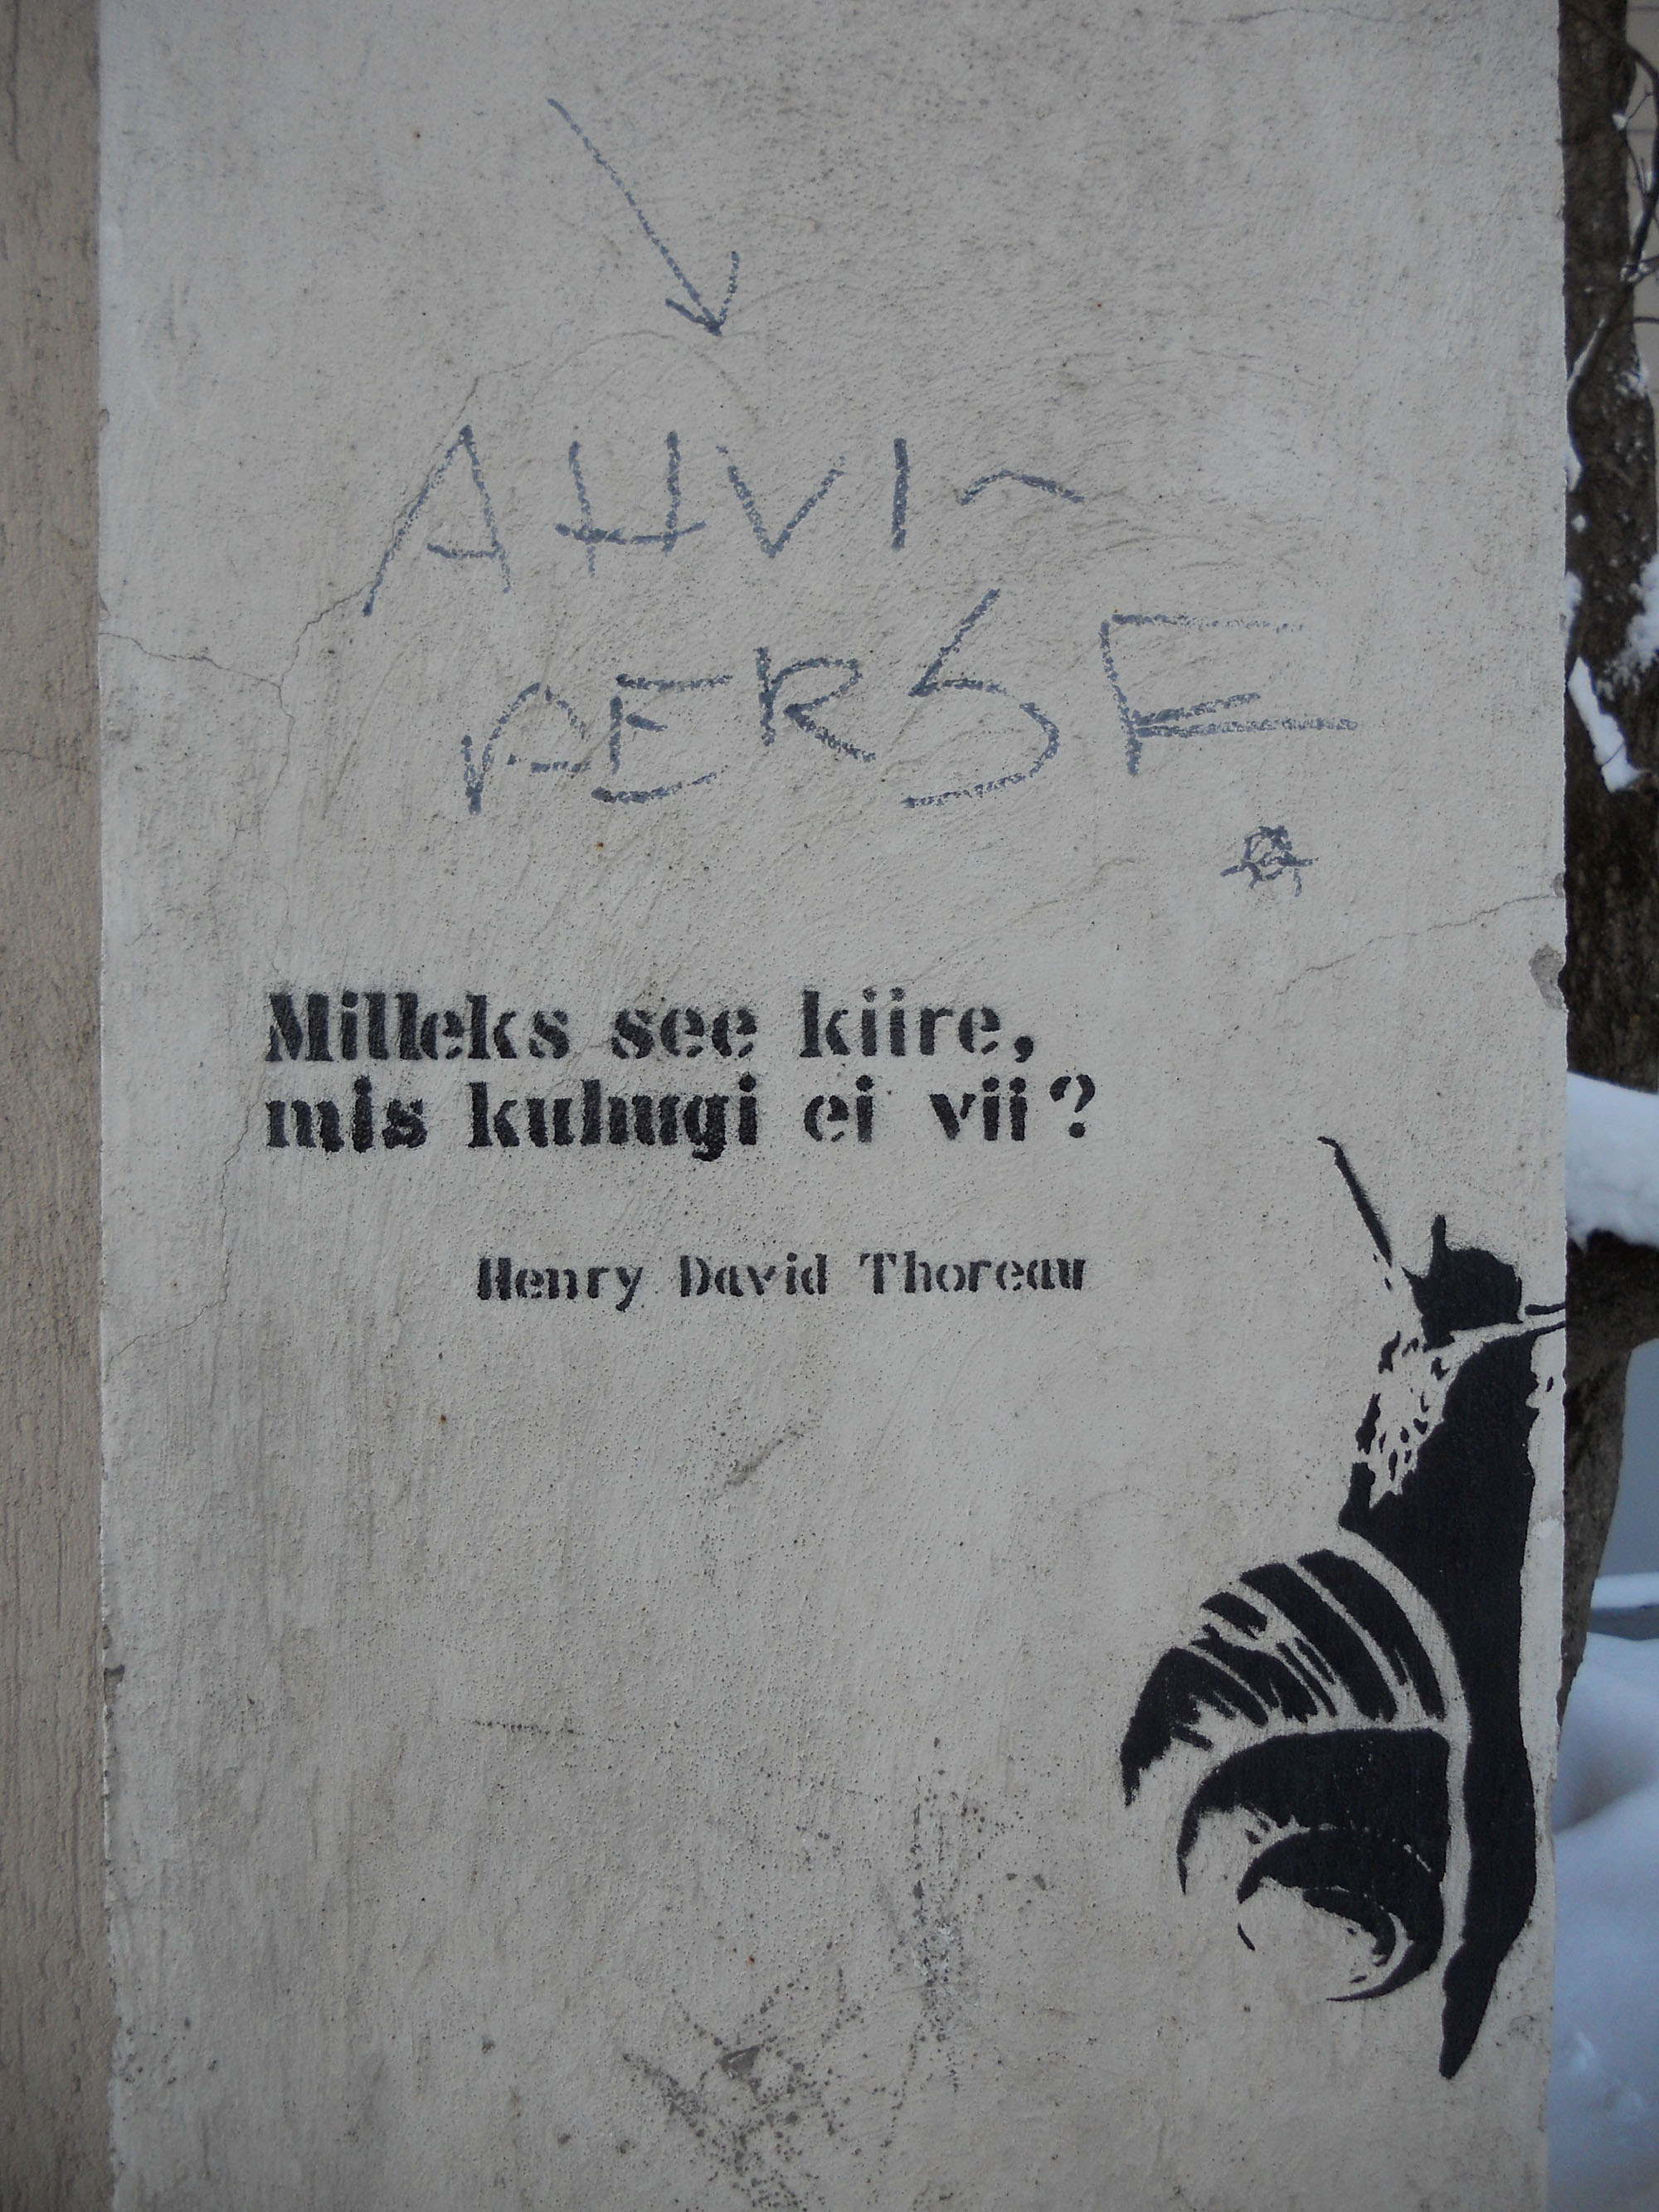 AHVI~
PERSE
Milleks see kiire,
mis kuhugi ei vii?
Henry David Thoreau